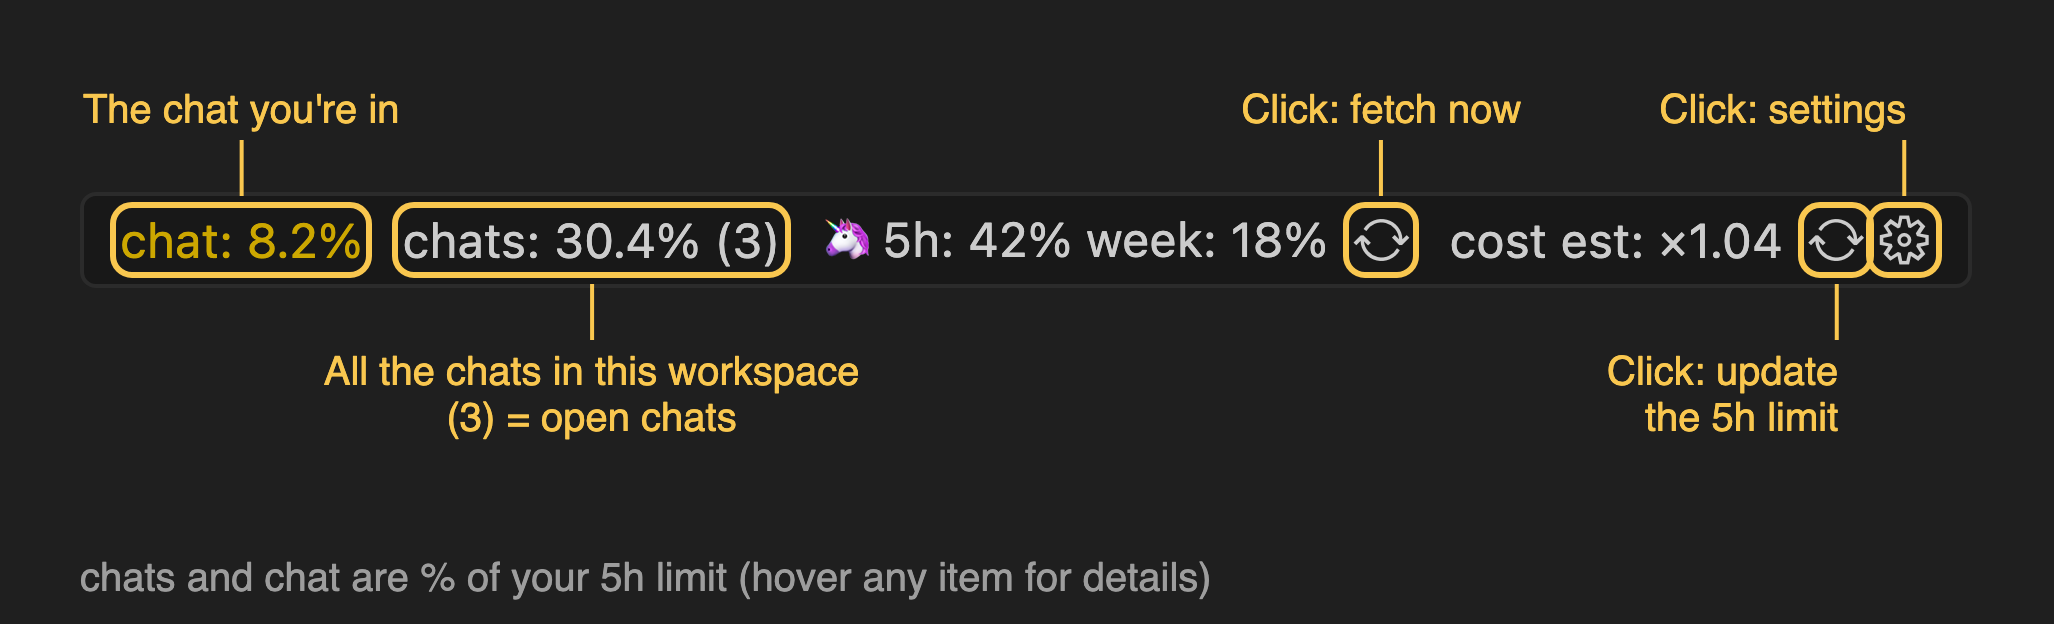 The chat you're in
Click: fetch now
Click: settings
chat: 8.2% chats: 30.4% (3) 🦄 5h: 42% week: 18% cost est: ×1.04
All the chats in this workspace
(3) = open chats
Click: update
the 5h limit
chats and chat are % of your 5h limit (hover any item for details)